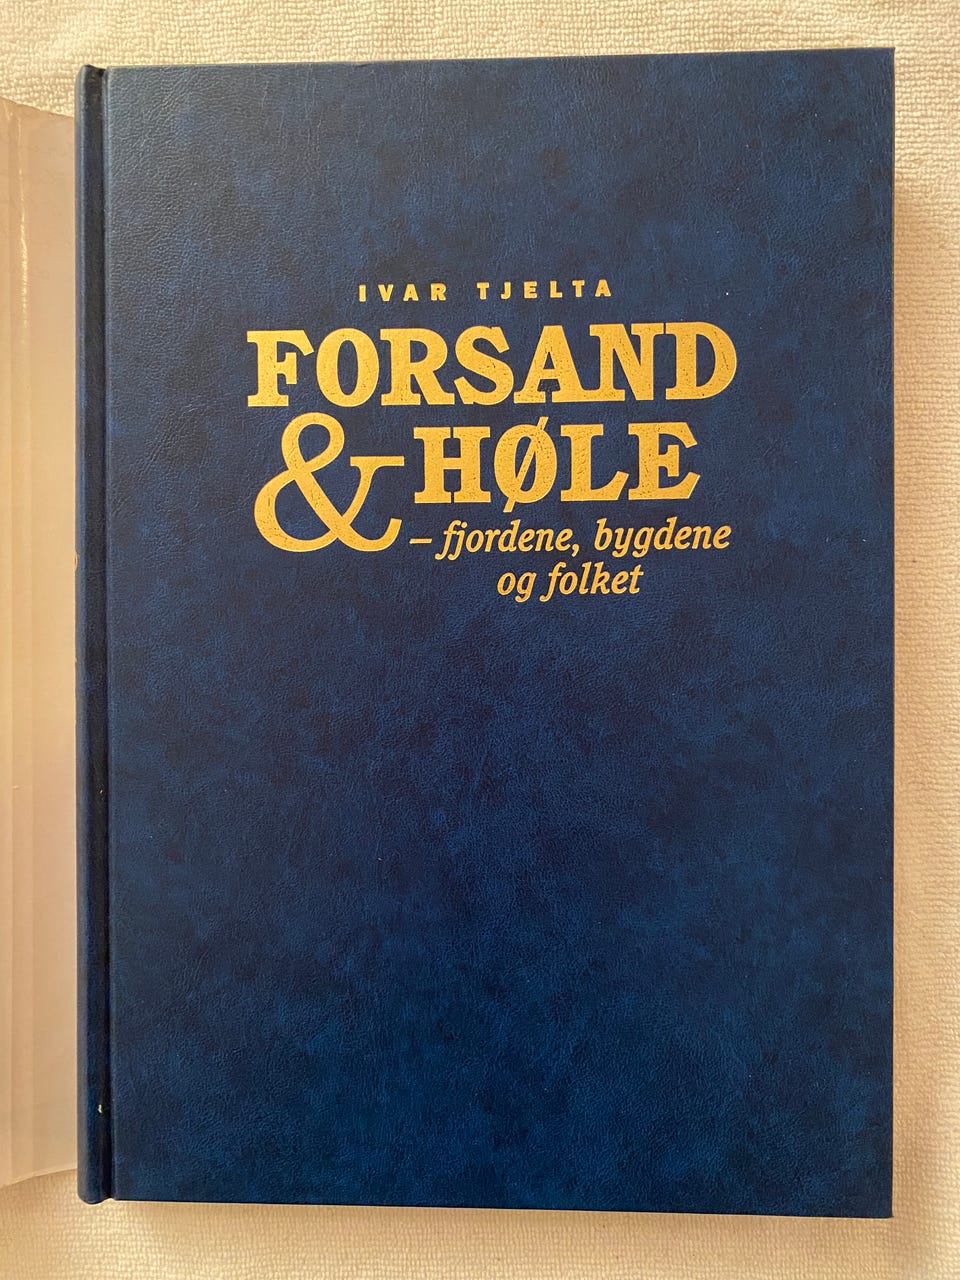 IVAR TJELTA
FORSAND
& HØLE
– fjordene, bygdene
og folket